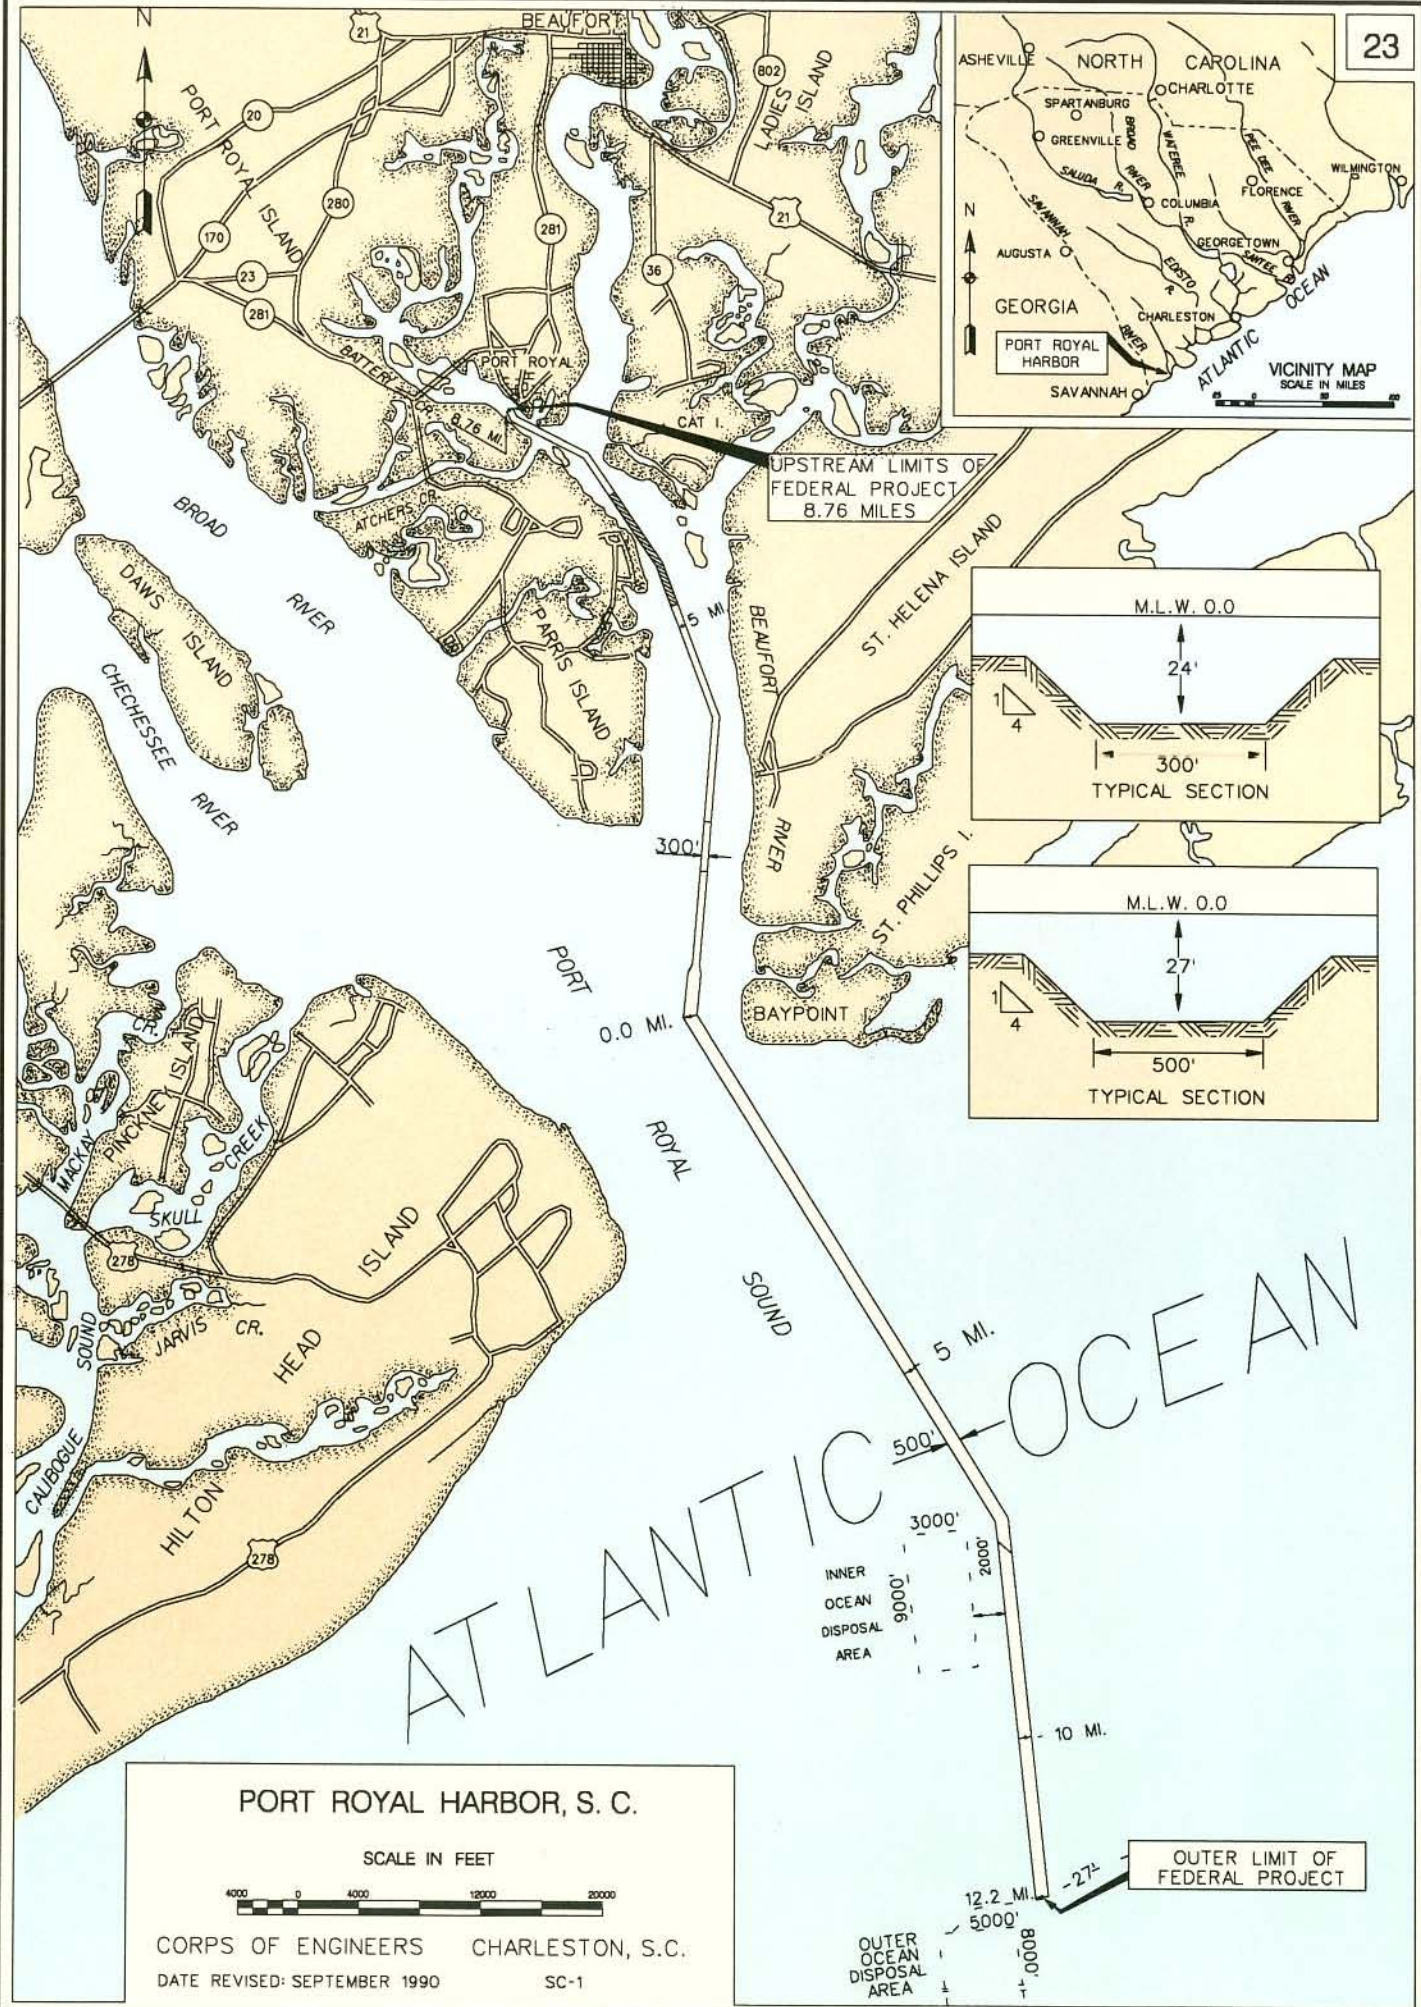 23
N
BEAUFORT
21
20
PORT ROYAL ISLAND
802
LADIES ISLAND
280
170
23
281
281
21
36
BATTERY CR.
PORT ROYAL
8.76 MI.
CAT I.
UPSTREAM LIMITS OF
FEDERAL PROJECT
8.76 MILES
ATCHERS CR.
BROAD RIVER
DAWS ISLAND
CHECHESSEE RIVER
PARRIS ISLAND
5 MI.
BEAUFORT RIVER
ST. HELENA ISLAND
ST. PHILLIPS I.
300'
BAYPOINT
0.0 MI.
PORT ROYAL SOUND
MACKAY CR.
PINCKNEY ISLAND
SKULL CREEK
278
JARVIS CR.
CALIBOGUE SOUND
HILTON HEAD ISLAND
278
5 MI.
500'
ATLANTIC OCEAN
3000'
2000'
9000'
INNER
OCEAN
DISPOSAL
AREA
10 MI.
12.2 MI.
-27'
5000'
8000'
OUTER
OCEAN
DISPOSAL
AREA
OUTER LIMIT OF
FEDERAL PROJECT
ASHEVILLE
NORTH CAROLINA
CHARLOTTE
SPARTANBURG
GREENVILLE
BROAD RIVER
WATEREE R.
PEE DEE RIVER
WILMINGTON
SALUDA R.
COLUMBIA
FLORENCE
SAVANNAH RIVER
N
AUGUSTA
EDISTO R.
GEORGETOWN
SANTEE R.
GEORGIA
CHARLESTON
ATLANTIC OCEAN
PORT ROYAL
HARBOR
SAVANNAH
VICINITY MAP
SCALE IN MILES
25 0 50 100
M.L.W. 0.0
24'
1
4
300'
TYPICAL SECTION
M.L.W. 0.0
27'
1
4
500'
TYPICAL SECTION
PORT ROYAL HARBOR, S. C.
SCALE IN FEET
4000 0 4000 12000 20000
CORPS OF ENGINEERS CHARLESTON, S.C.
DATE REVISED: SEPTEMBER 1990 SC-1